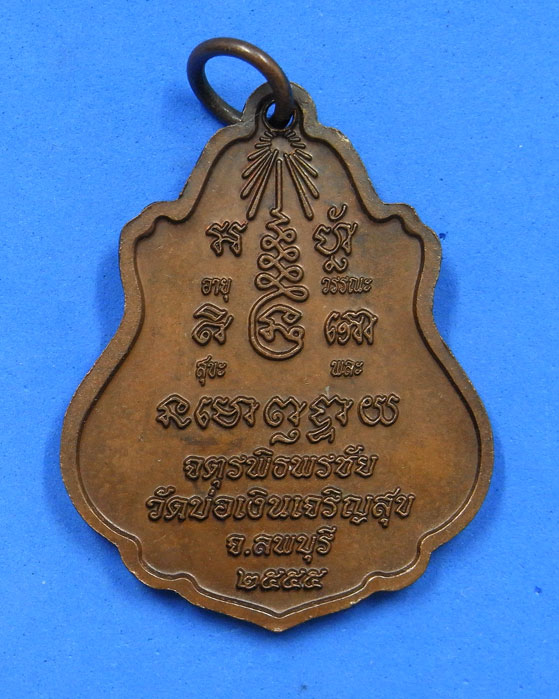 อายุ วรรณะ
สุขะ พละ
จตุรพิธพรชัย
วัดบ่อเงินเจริญสุข
จ.ลพบุรี
๒๕๕๕